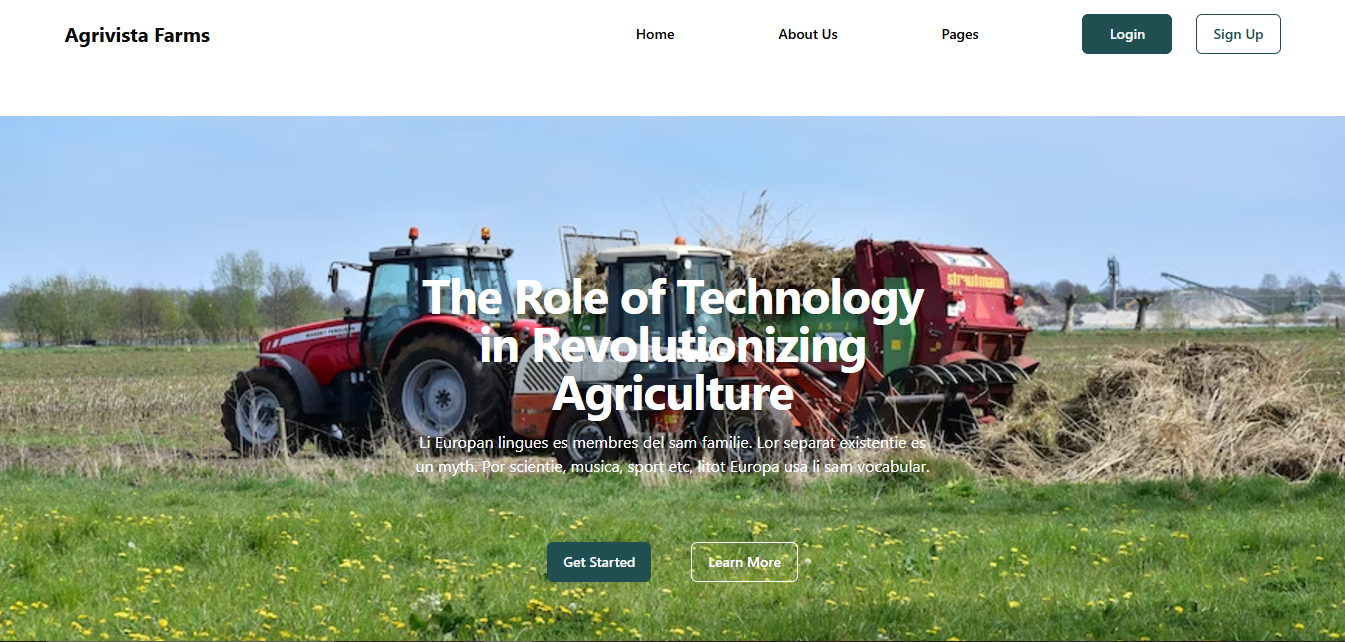 Agrivista Farms
Home
About Us
Pages
Login
Sign Up
strautmann
The Role of Technology
in Revolutionizing
Agriculture
Li Europan lingues es membres del sam familie. Lor separat existentie es
un myth. Por scientie, musica, sport etc, litot Europa usa li sam vocabular.
Get Started
Learn More